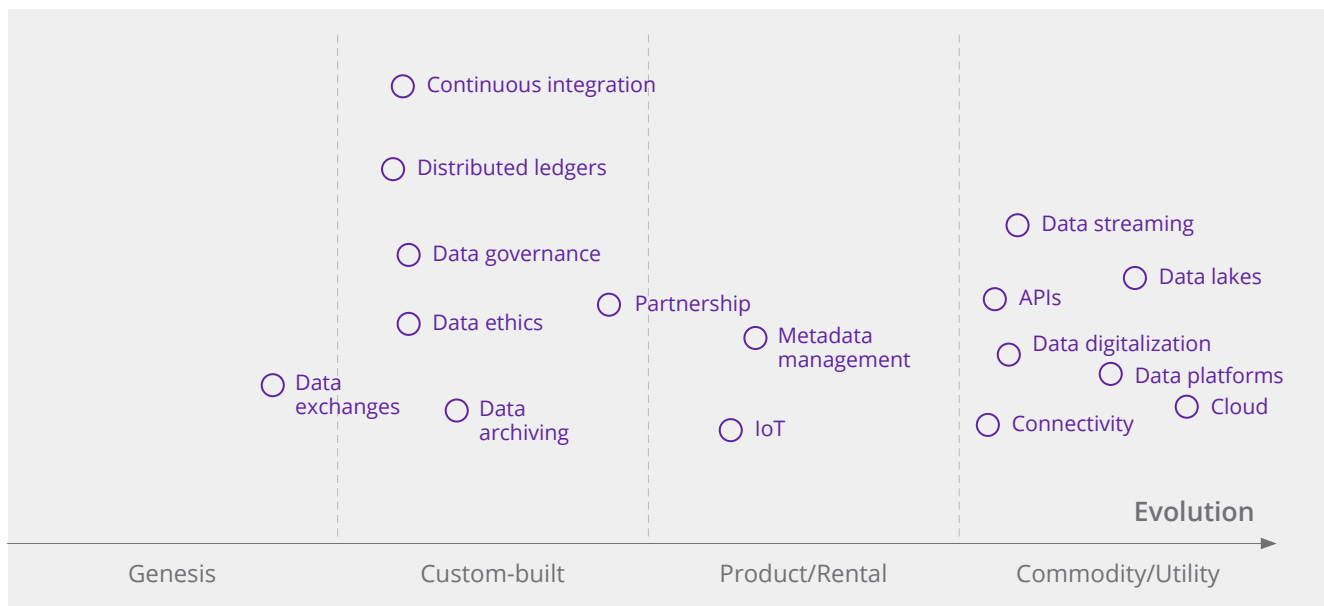 Continuous integration
Distributed ledgers
Data streaming
Data governance
Data lakes
APIs
Partnership
Data ethics
Metadata
management
Data digitalization
Data platforms
Data
exchanges
Cloud
Data
archiving
Connectivity
IoT
Evolution
Genesis
Custom-built
Product/Rental
Commodity/Utility